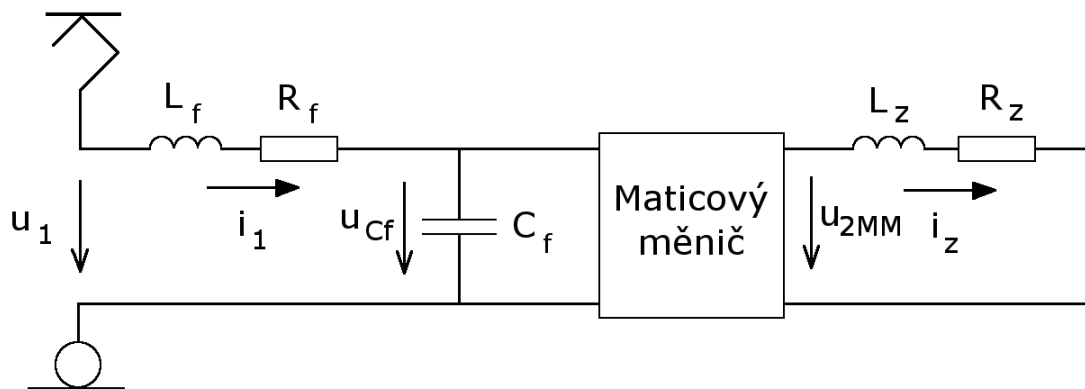 L f
R f
L z
R z
u 1
i 1
u Cf
C f
Maticový
měnič
u 2MM
i z